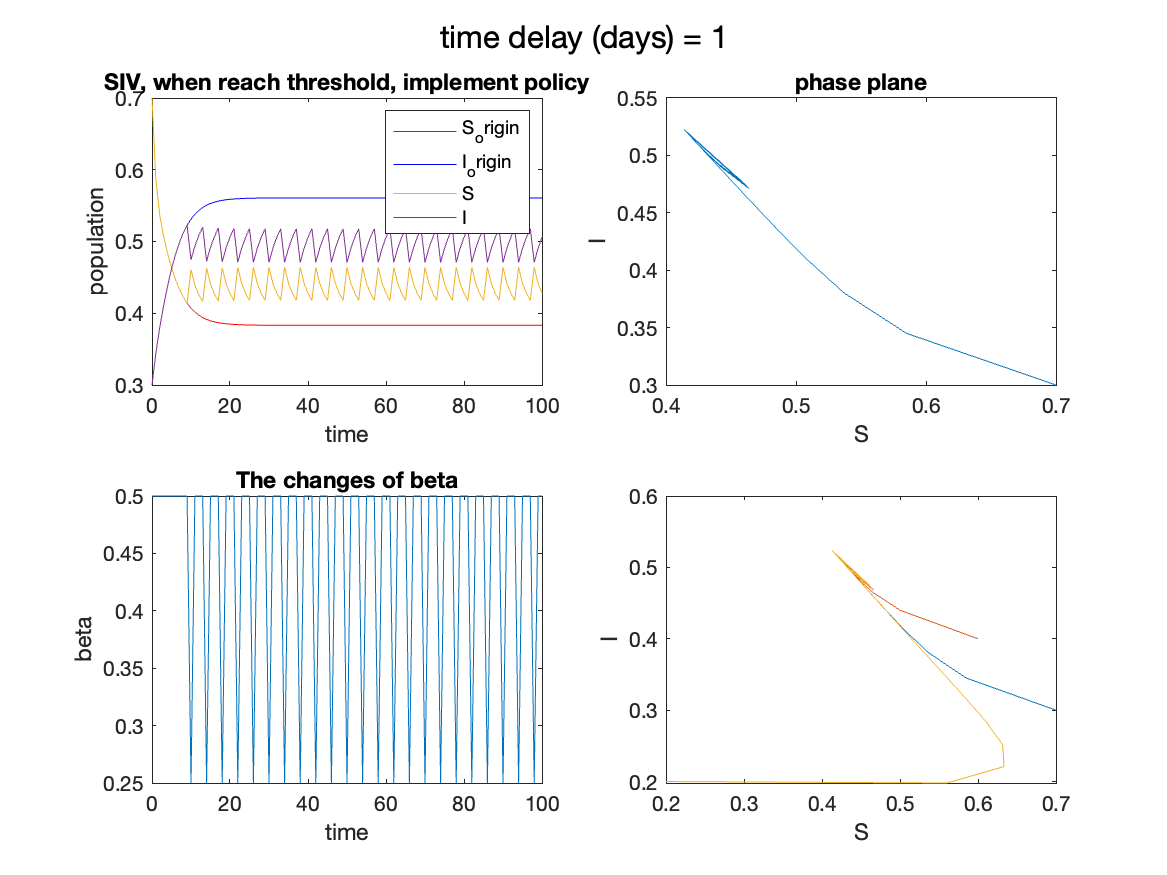 time delay (days) = 1
SIV, when reach threshold, implement policy
0.7
0.6
0.5
0.4
0.3
0
20
40
60
80
100
population
time
S_origin
I_origin
S
I
phase plane
0.55
0.5
0.45
0.4
0.35
0.3
0.4
0.5
0.6
0.7
I
S
The changes of beta
0.5
0.45
0.4
0.35
0.3
0.25
0
20
40
60
80
100
beta
time
0.6
0.5
0.4
0.3
0.2
0.2
0.3
0.4
0.5
0.6
0.7
I
S